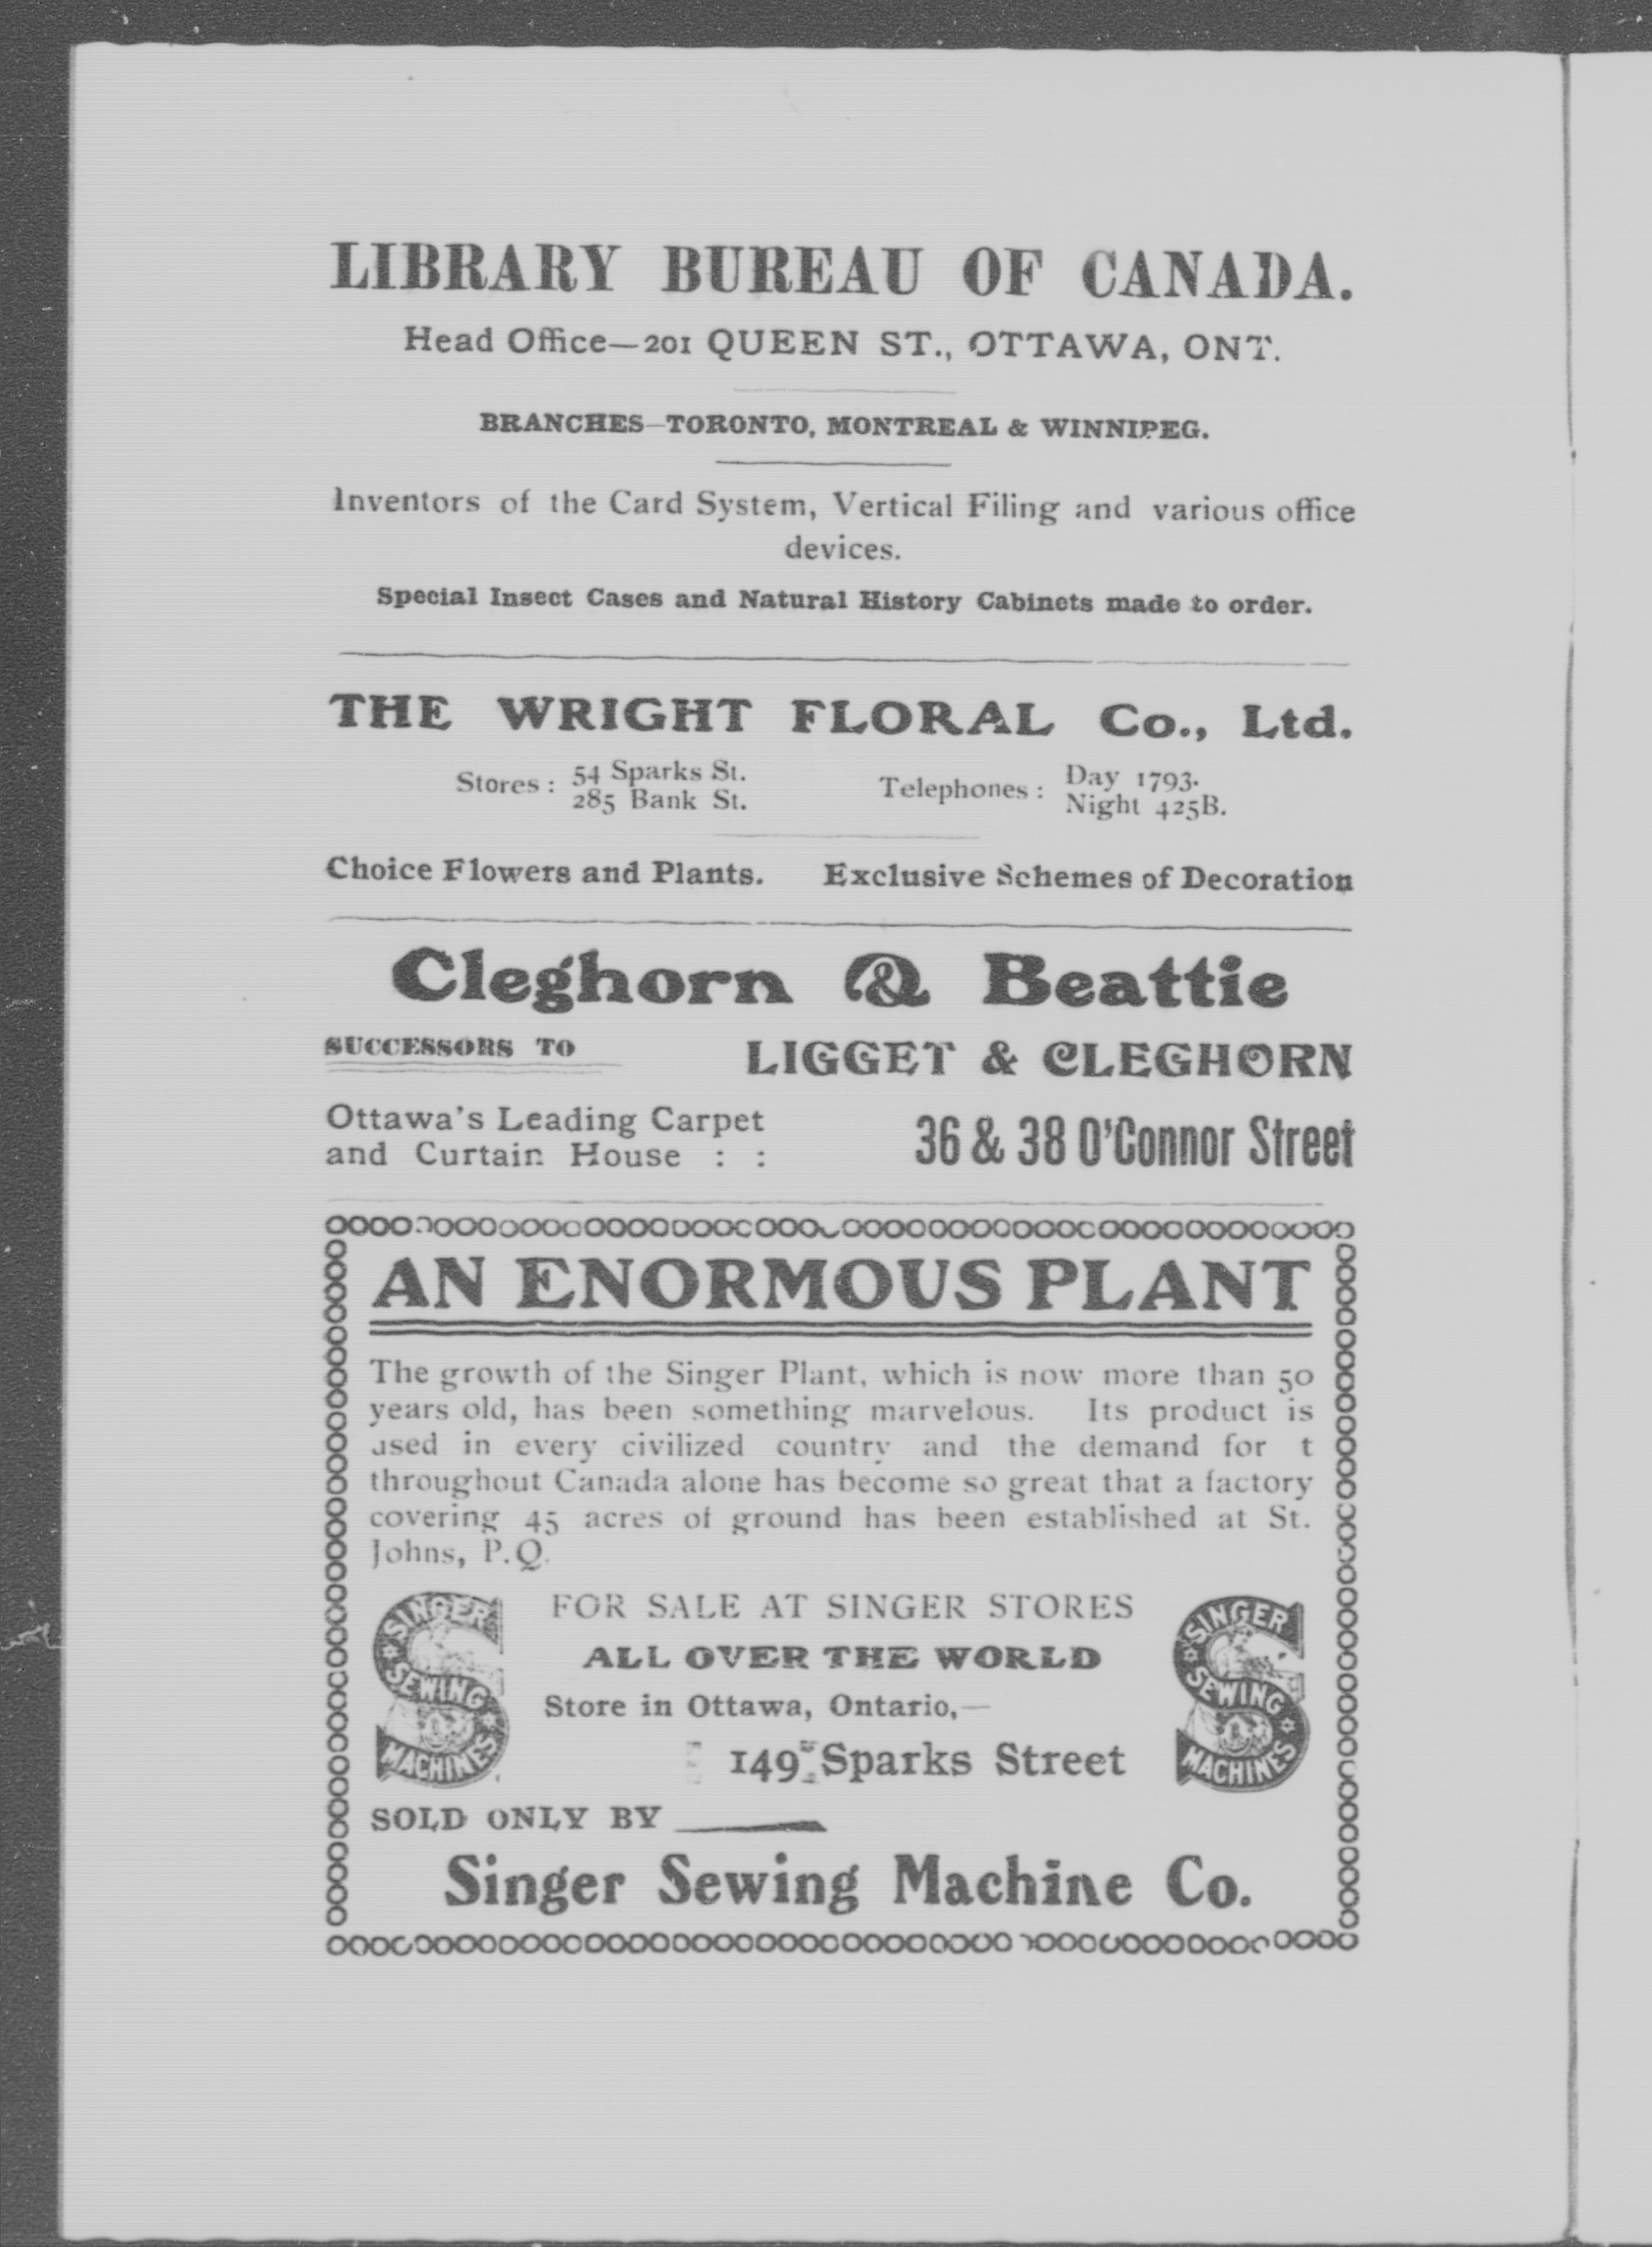 LIBRARY BUREAU OF CANADA.
Head Office—201 QUEEN ST., OTTAWA, ONT.
BRANCHES—TORONTO, MONTREAL & WINNIPEG.
Inventors of the Card System, Vertical Filing and various office
devices.
Special Insect Cases and Natural History Cabinets made to order.
THE WRIGHT FLORAL Co., Ltd.
Stores: 54 Sparks St.
285 Bank St.
Telephones: Day 1793.
Night 425B.
Choice Flowers and Plants. Exclusive Schemes of Decoration
Cleghorn & Beattie
SUCCESSORS TO LIGGET & CLEGHORN
Ottawa's Leading Carpet
and Curtain House : :
36 & 38 O'Connor Street
AN ENORMOUS PLANT
The growth of the Singer Plant, which is now more than 50
years old, has been something marvelous. Its product is
used in every civilized country and the demand for t
throughout Canada alone has become so great that a factory
covering 45 acres of ground has been established at St.
Johns, P.Q.
SINGER
SEWING
MACHINES
FOR SALE AT SINGER STORES
ALL OVER THE WORLD
Store in Ottawa, Ontario,—
149 Sparks Street
SINGER
SEWING
MACHINES
SOLD ONLY BY
Singer Sewing Machine Co.